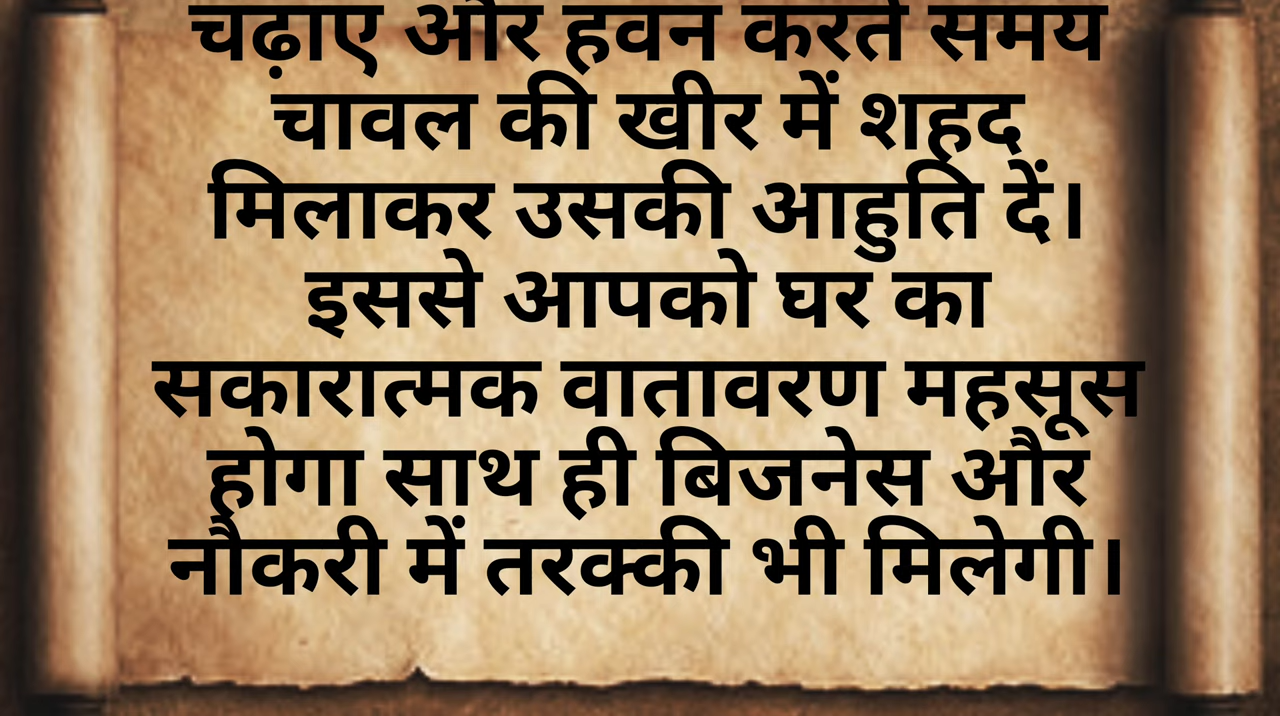 चढ़ाए और हवन करते समय
चावल की खीर में शहद
मिलाकर उसकी आहुति दें।
इससे आपको घर का
सकारात्मक वातावरण महसूस
होगा साथ ही बिजनेस और
नौकरी में तरक्की भी मिलेगी।